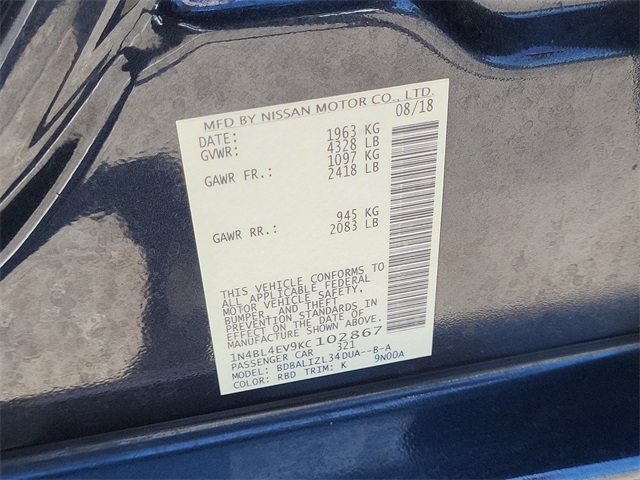 MFD BY NISSAN MOTOR CO., LTD.
DATE: 08/18
GVWR: 1963 KG
4328 LB
GAWR FR.: 1097 KG
2418 LB
GAWR RR.: 945 KG
2083 LB
THIS VEHICLE CONFORMS TO
ALL APPLICABLE FEDERAL
MOTOR VEHICLE SAFETY,
BUMPER, AND THEFT
PREVENTION STANDARDS IN
EFFECT ON THE DATE OF
MANUFACTURE SHOWN ABOVE.
1N4BL4EV9KC102867
PASSENGER CAR 321
MODEL: BDBALIZL34DUA--B-A
COLOR: RBD TRIM: K 9N00A